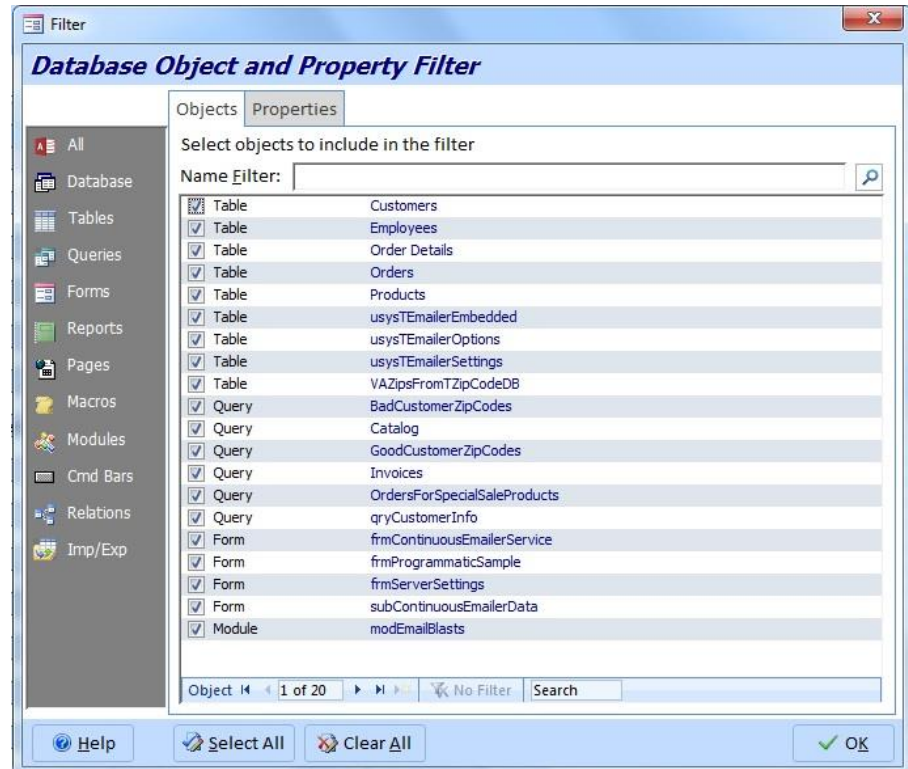 Filter
x
Database Object and Property Filter
Objects Properties
All
Database
Tables
Queries
Forms
Reports
Pages
Macros
Modules
Cmd Bars
Relations
Imp/Exp
Select objects to include in the filter
Name Filter:
Table Customers
Table Employees
Table Order Details
Table Orders
Table Products
Table usysTEmailerEmbedded
Table usysTEmailerOptions
Table usysTEmailerSettings
Table VAZipsFromTZipCodeDB
Query BadCustomerZipCodes
Query Catalog
Query GoodCustomerZipCodes
Query Invoices
Query OrdersForSpecialSaleProducts
Query qryCustomerInfo
Form frmContinuousEmailerService
Form frmProgrammaticSample
Form frmServerSettings
Form subContinuousEmailerData
Module modEmailBlasts
Object 1 of 20 No Filter Search
Help Select All Clear All OK